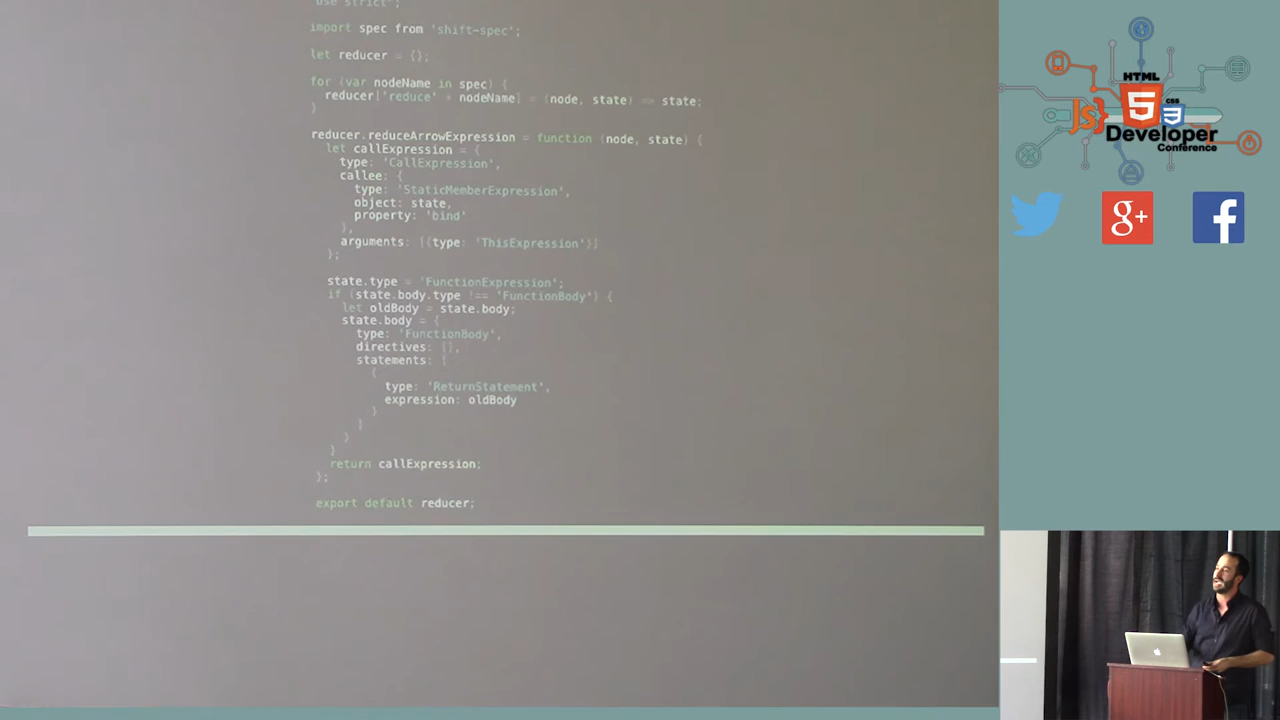 "use strict";
import spec from 'shift-spec';
let reducer = {};
for (var nodeName in spec) {
reducer['reduce' + nodeName] = (node, state) => state;
}
reducer.reduceArrowExpression = function (node, state) {
let callExpression = {
type: 'CallExpression',
callee: {
type: 'StaticMemberExpression',
object: state,
property: 'bind'
},
arguments: [{type: 'ThisExpression'}]
};
state.type = 'FunctionExpression';
if (state.body.type !== 'FunctionBody') {
let oldBody = state.body;
state.body = {
type: 'FunctionBody',
directives: [],
statements: [
{
type: 'ReturnStatement',
expression: oldBody
}
]
}
}
return callExpression;
};
export default reducer;
HTML
JS}
5
CSS
3
Developer
Conference
g+
f